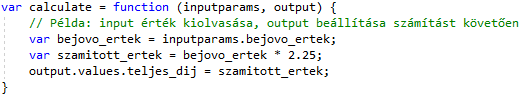 var calculate = function (inputparams, output) {
// Példa: input érték kiolvasása, output beállítása számítást követően
var bejovo_ertek = inputparams.bejovo_ertek;
var szamitott_ertek = bejovo_ertek * 2.25;
output.values.teljes_dij = szamitott_ertek;
}